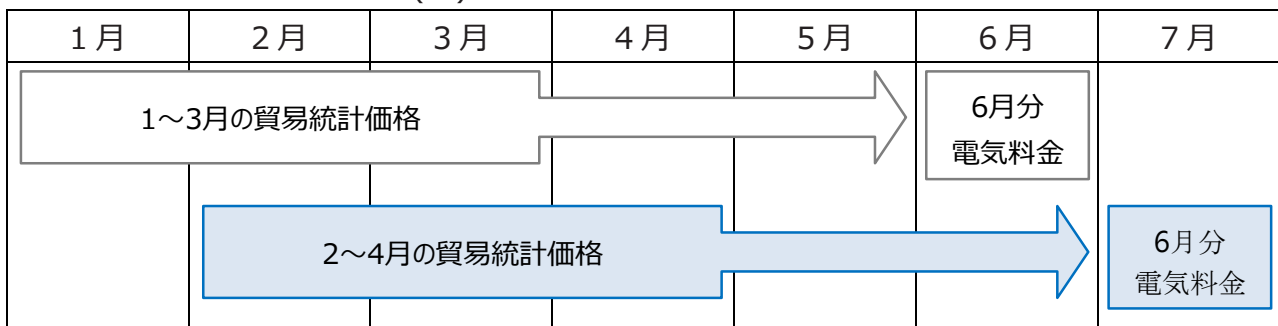 1月 2月 3月 4月 5月 6月 7月
1～3月の貿易統計価格
6月分
電気料金
2～4月の貿易統計価格
6月分
電気料金